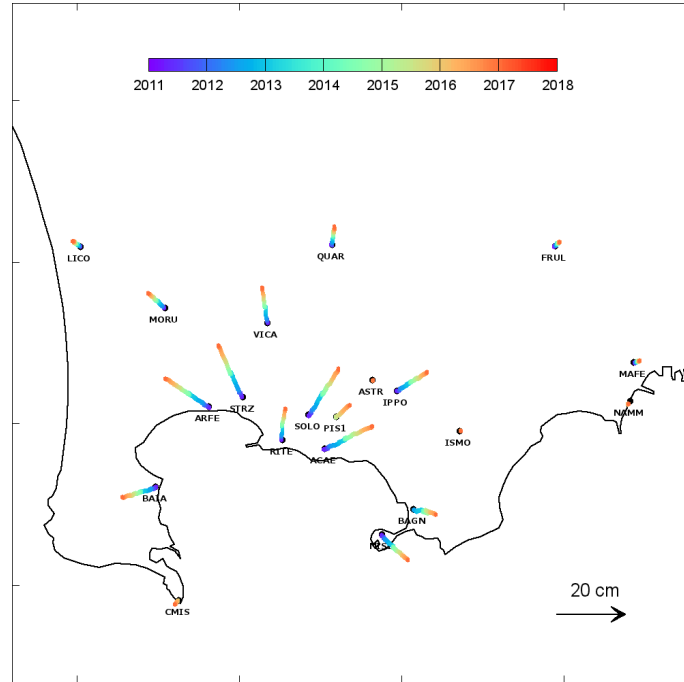 2011 2012 2013 2014 2015 2016 2017 2018
LICO
QUAR
FRUL
MORU
VICA
MAFE
ASTR
IPPO
STRZ
NAMM
ARFE
SOLO
PIS1
ISMO
RITE
ACAE
BAIA
BAGN
20 cm
CMIS